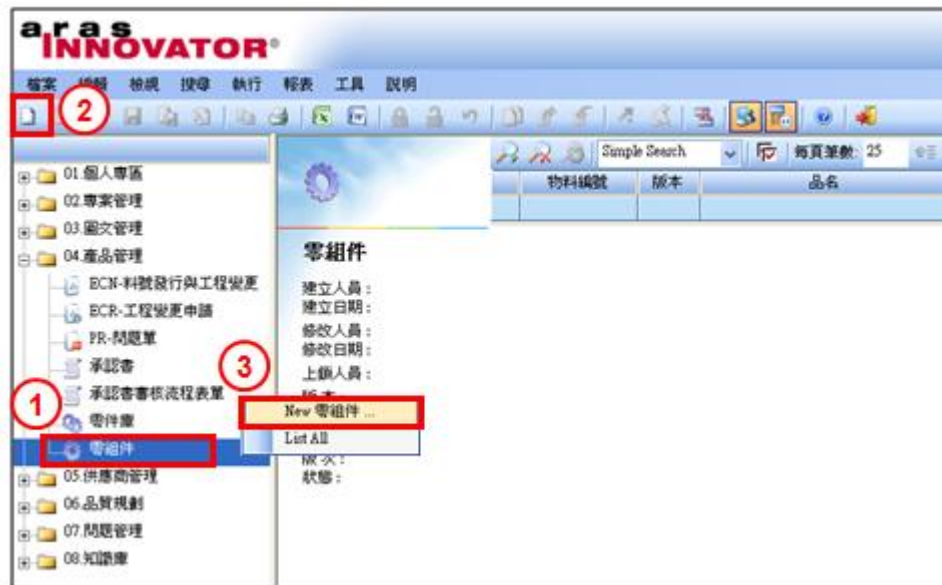 aras
INNOVATOR®
檔案 編輯 檢視 搜尋 執行 報表 工具 說明
2
Simple Search 每頁筆數: 25
物料編號 版本 品名
01.個人專區
02.專案管理
03.圖文管理
04.產品管理
ECN-料號發行與工程變更
ECR-工程變更申請
PR-問題單
承認書
承認書審核流程表單
零件庫
零組件
05.供應商管理
06.品質規劃
07.問題管理
08.知識庫
1
零組件
建立人員:
建立日期:
修改人員:
修改日期:
上鎖人員:
版本
3
New 零組件 ...
List All
版次:
狀態: